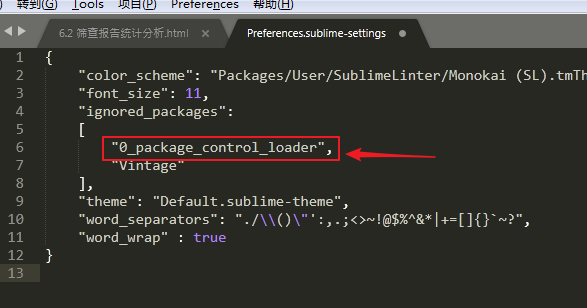 转到(G) Tools 项目(P) Preferences 帮助(H)
6.2 筛查报告统计分析.html
Preferences.sublime-settings
1 {
2 "color_scheme": "Packages/User/SublimeLinter/Monokai (SL).tmTh
3 "font_size": 11,
4 "ignored_packages":
5 [
6 "0_package_control_loader",
7 "Vintage"
8 ],
9 "theme": "Default.sublime-theme",
10 "word_separators": "./\\()\"':,.;<>~!@$%^&*|+=[]{}`~?",
11 "word_wrap" : true
12 }
13